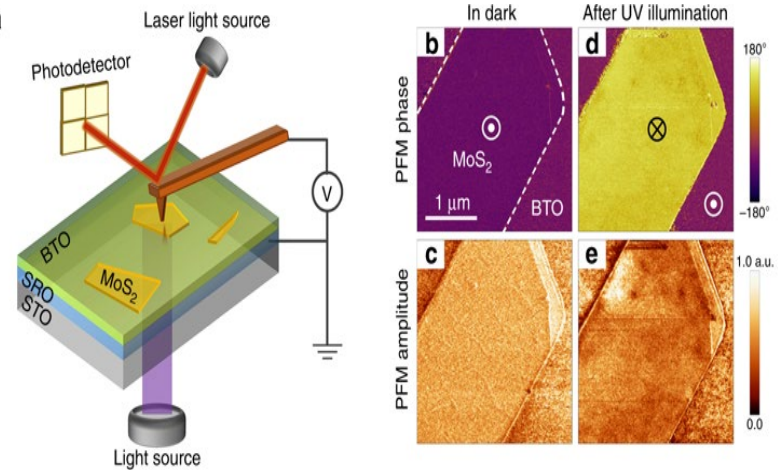 a
Laser light source
Photodetector
V
BTO
SRO
STO
MoS2
Light source
In dark
After UV illumination
PFM phase
b
MoS2
1 μm
BTO
d
180°
−180°
PFM amplitude
c
e
1.0 a.u.
0.0